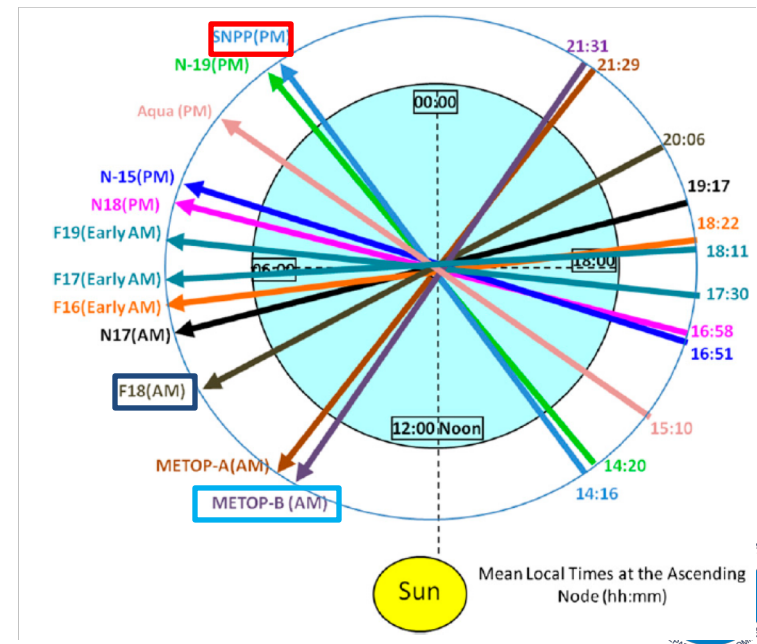 SNPP(PM)
21:31
N-19(PM)
21:29
00:00
Aqua (PM)
20:06
N-15(PM)
19:17
N18(PM)
18:22
F19(Early AM)
18:11
06:00
18:00
F17(Early AM)
17:30
F16(Early AM)
N17(AM)
16:58
16:51
F18(AM)
12:00 Noon
15:10
METOP-A(AM)
14:20
14:16
METOP-B (AM)
Sun
Mean Local Times at the Ascending
Node (hh:mm)